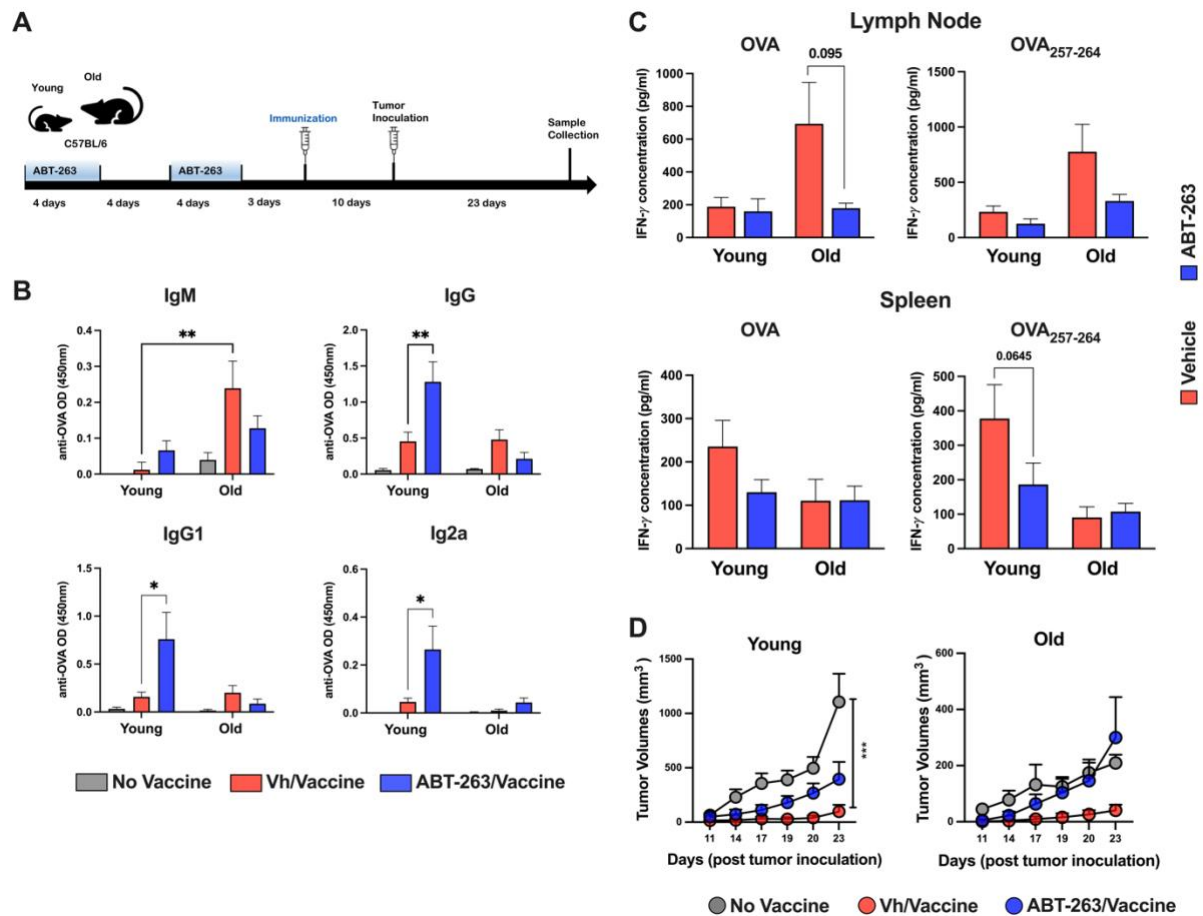 A
Old
Young
C57BL/6
ABT-263
ABT-263
Immunization
Tumor
Inoculation
Sample
Collection
4 days
4 days
4 days
3 days
10 days
23 days
B
IgM
anti-OVA OD (450nm)
0.4
0.3
0.2
0.1
0.0
**
Young
Old
IgG
anti-OVA OD (450nm)
2.0
1.5
1.0
0.5
0.0
**
Young
Old
IgG1
anti-OVA OD (450nm)
1.5
1.0
0.5
0.0
*
Young
Old
Ig2a
anti-OVA OD (450nm)
0.6
0.4
0.2
0.0
*
Young
Old
No Vaccine
Vh/Vaccine
ABT-263/Vaccine
C
Lymph Node
OVA
IFN-γ concentration (pg/ml)
1000
800
600
400
200
0
0.095
Young
Old
OVA257-264
IFN-γ concentration (pg/ml)
1500
1000
500
0
Young
Old
Spleen
OVA
IFN-γ concentration (pg/ml)
400
300
200
100
0
Young
Old
OVA257-264
IFN-γ concentration (pg/ml)
500
400
300
200
100
0
0.0645
Young
Old
Vehicle
ABT-263
D
Young
Tumor Volumes (mm3)
1500
1000
500
0
***
11
14
17
19
20
23
Days (post tumor inoculation)
Old
Tumor Volumes (mm3)
600
400
200
0
11
14
17
19
20
23
Days (post tumor inoculation)
No Vaccine
Vh/Vaccine
ABT-263/Vaccine